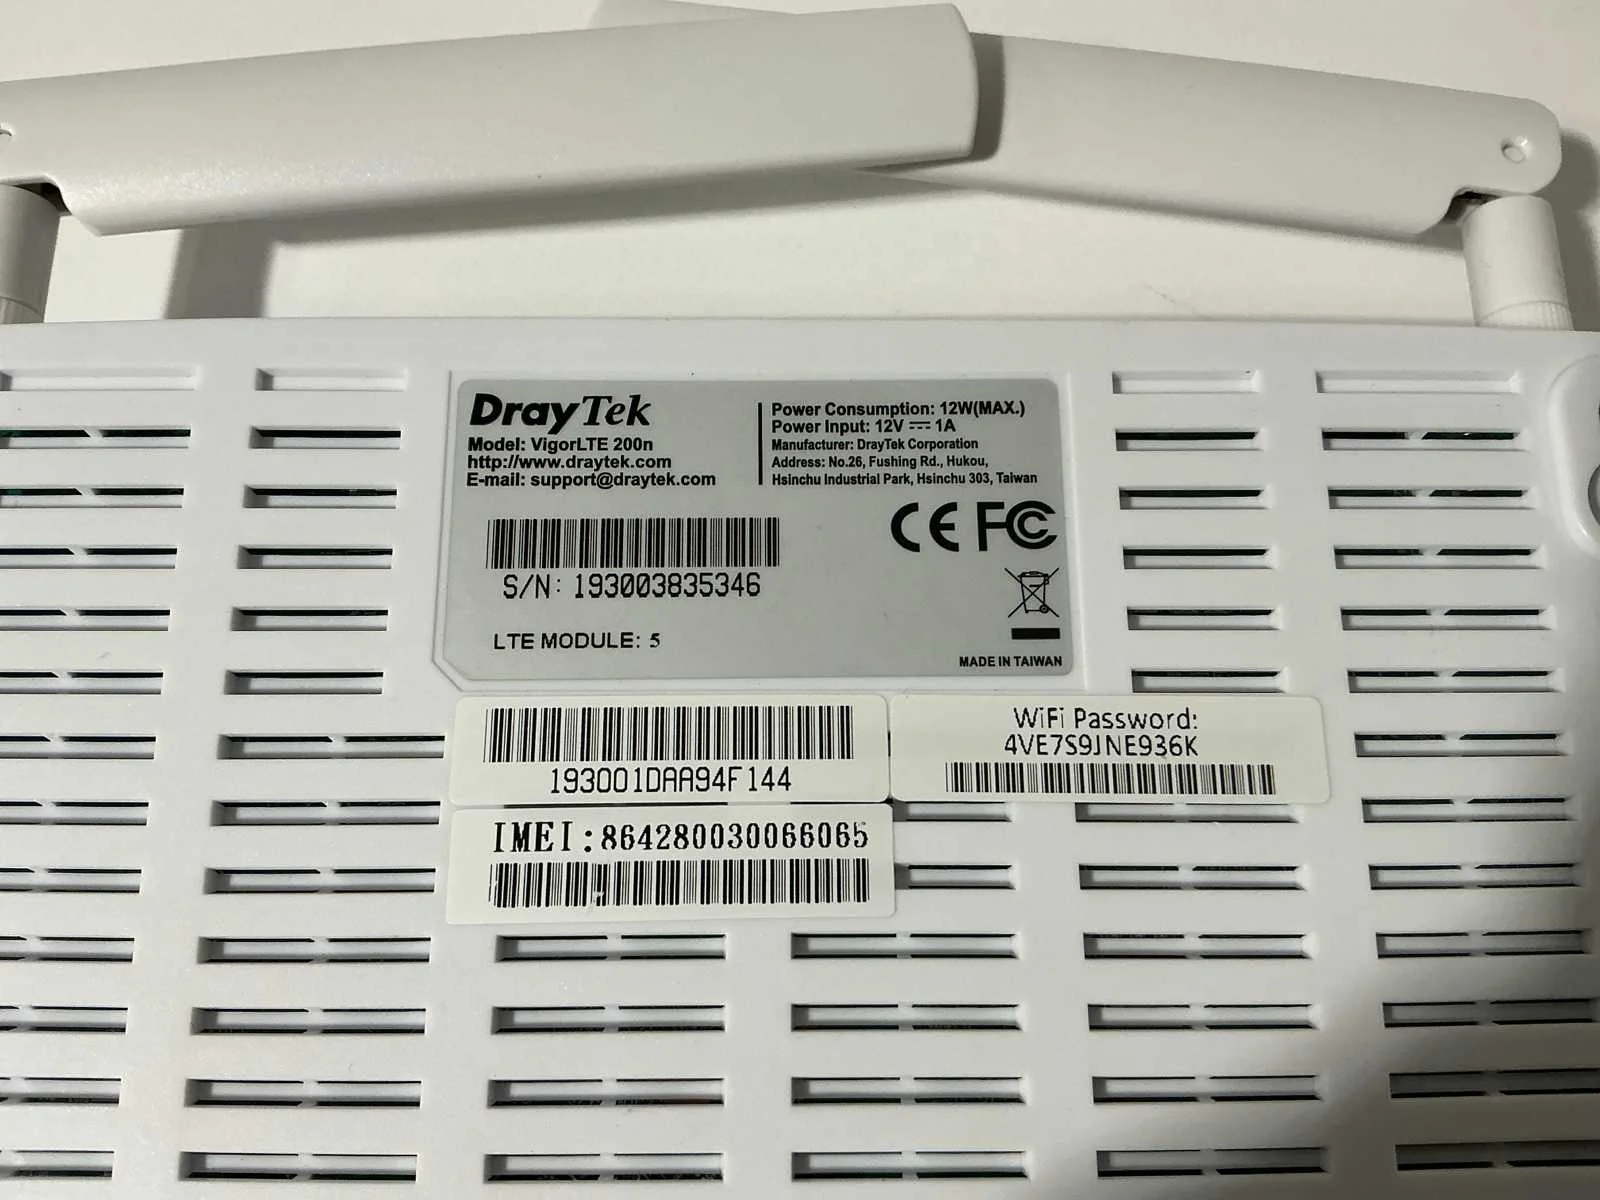 DrayTek
Model: VigorLTE 200n
http://www.draytek.com
E-mail: support@draytek.com
Power Consumption: 12W(MAX.)
Power Input: 12V ⎓ 1A
Manufacturer: DrayTek Corporation
Address: No.26, Fushing Rd., Hukou,
Hsinchu Industrial Park, Hsinchu 303, Taiwan
CE FC
S/N: 193003835346
LTE MODULE: 5
MADE IN TAIWAN
193001DAA94F144
WiFi Password:
4VE7S9JNE936K
IMEI:864280030066065